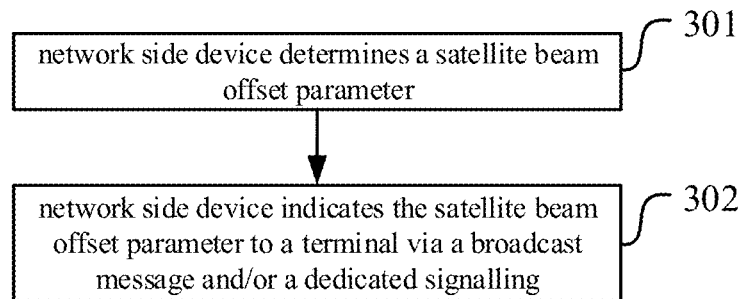 301
network side device determines a satellite beam
offset parameter
network side device indicates the satellite beam
offset parameter to a terminal via a broadcast
message and/or a dedicated signalling
302